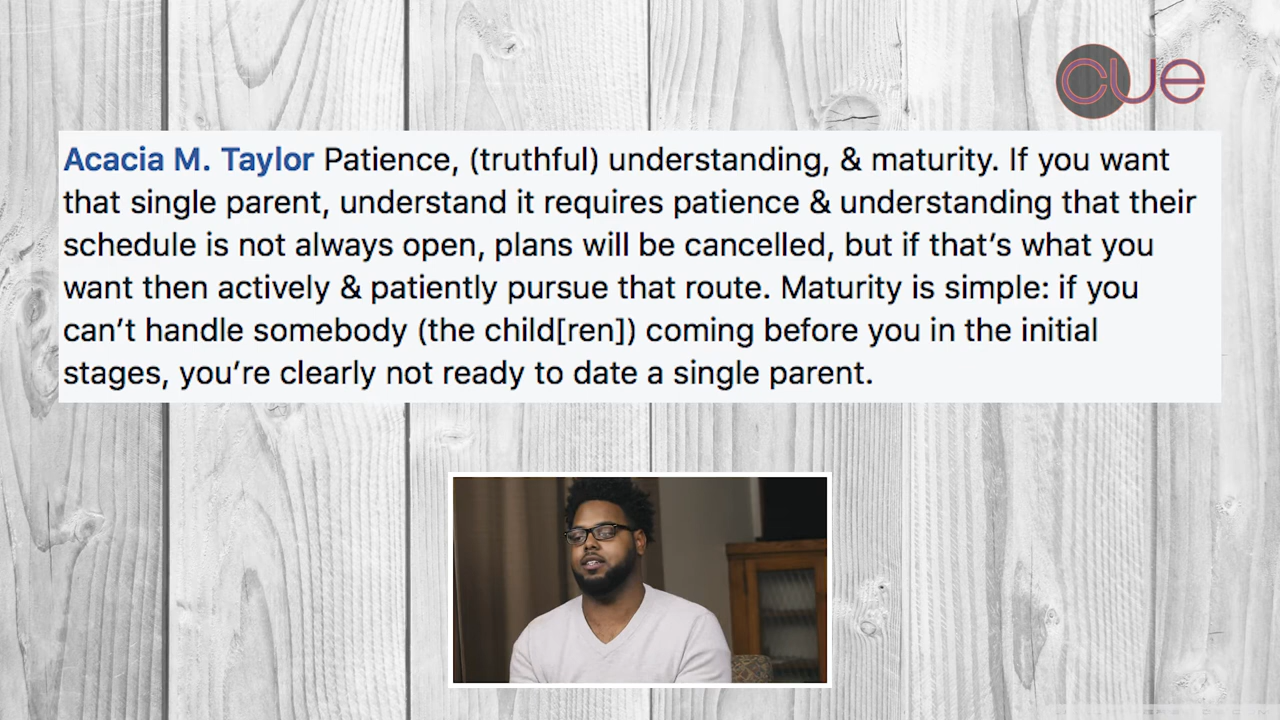 cue
Acacia M. Taylor Patience, (truthful) understanding, & maturity. If you want
that single parent, understand it requires patience & understanding that their
schedule is not always open, plans will be cancelled, but if that’s what you
want then actively & patiently pursue that route. Maturity is simple: if you
can’t handle somebody (the child[ren]) coming before you in the initial
stages, you’re clearly not ready to date a single parent.